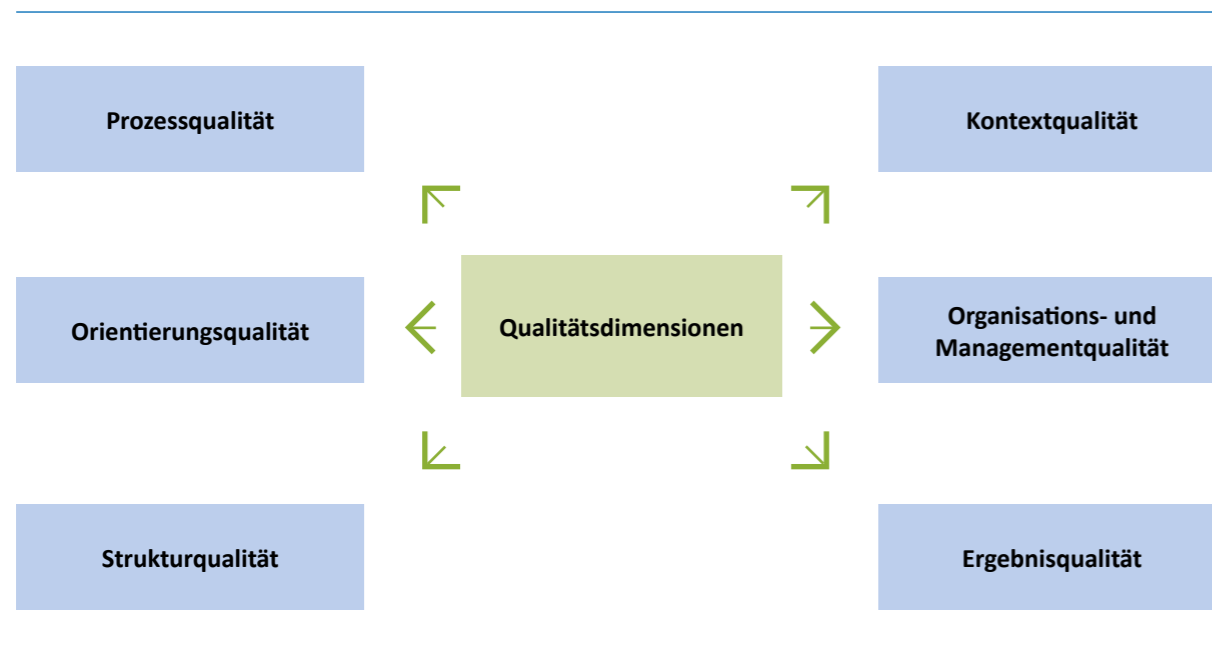 Prozessqualität
Kontextqualität
Orientierungsqualität
Qualitätsdimensionen
Organisations- und
Managementqualität
Strukturqualität
Ergebnisqualität